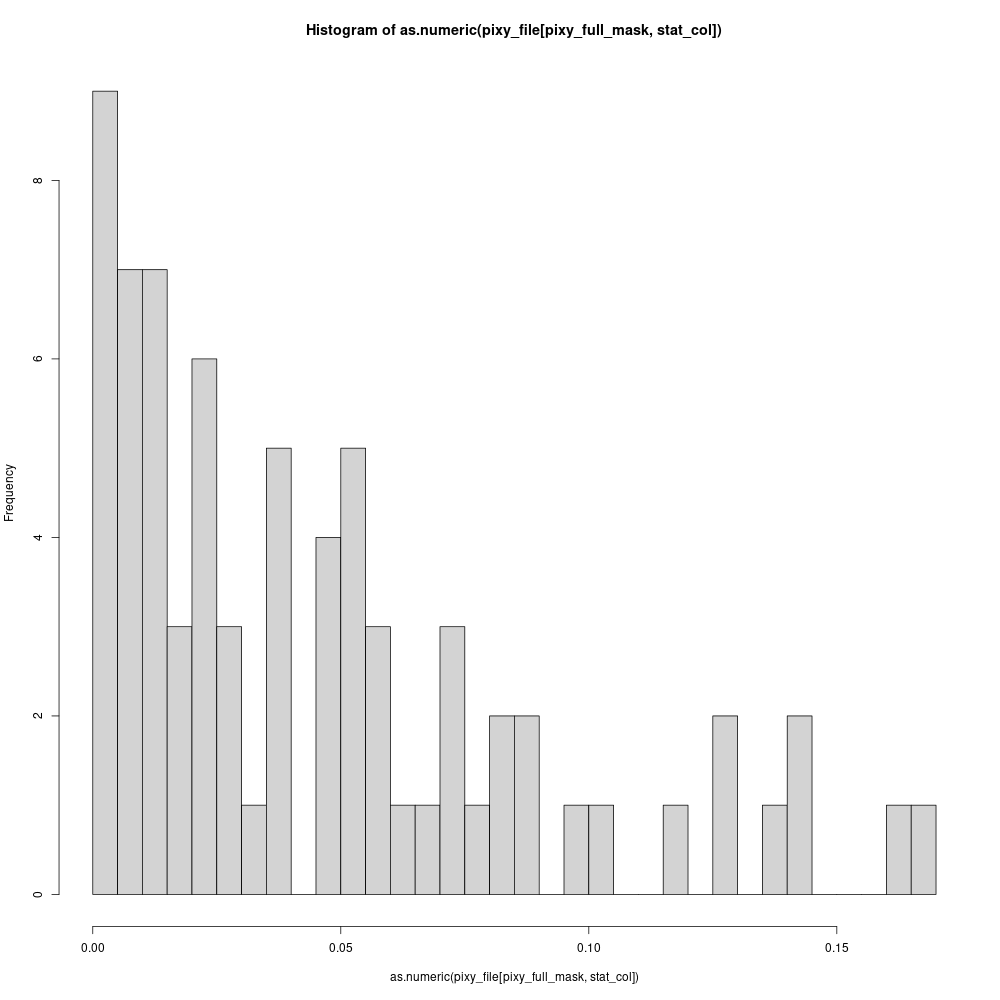 Histogram of as.numeric(pixy_file[pixy_full_mask, stat_col])
8
6
4
2
0
Frequency
0.00 0.05 0.10 0.15
as.numeric(pixy_file[pixy_full_mask, stat_col])